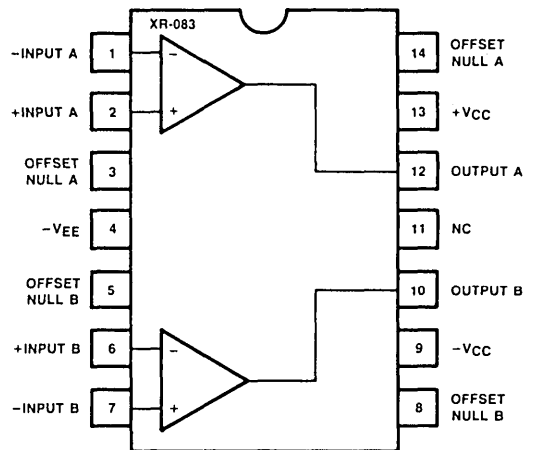 XR-083
−INPUT A 1 −
+INPUT A 2 +
OFFSET
NULL A 3
−VEE 4
OFFSET
NULL B 5
+INPUT B 6 −
−INPUT B 7 +
14 OFFSET
NULL A
13 +VCC
12 OUTPUT A
11 NC
10 OUTPUT B
9 −VCC
8 OFFSET
NULL B